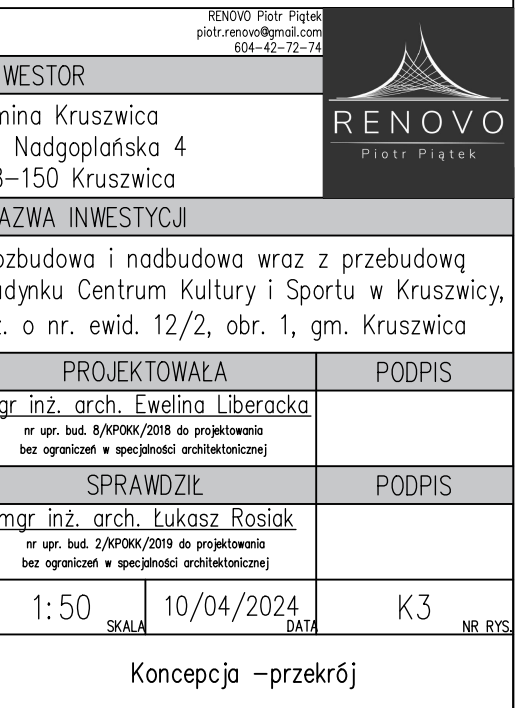 RENOVO Piotr Piątek
piotr.renovo@gmail.com
604-42-72-74
RENOVO
Piotr Piątek
WESTOR
mina Kruszwica
Nadgoplańska 4
8-150 Kruszwica
AZWA INWESTYCJI
ozbudowa i nadbudowa wraz z przebudową
udynku Centrum Kultury i Sportu w Kruszwicy,
z. o nr. ewid. 12/2, obr. 1, gm. Kruszwica
PROJEKTOWAŁA PODPIS
gr inż. arch. Ewelina Liberacka
nr upr. bud. 8/KPOKK/2018 do projektowania
bez ograniczeń w specjalności architektonicznej
SPRAWDZIŁ PODPIS
mgr inż. arch. Łukasz Rosiak
nr upr. bud. 2/KPOKK/2019 do projektowania
bez ograniczeń w specjalności architektonicznej
1:50 SKALA 10/04/2024 DATA K3 NR RYS.
Koncepcja -przekrój